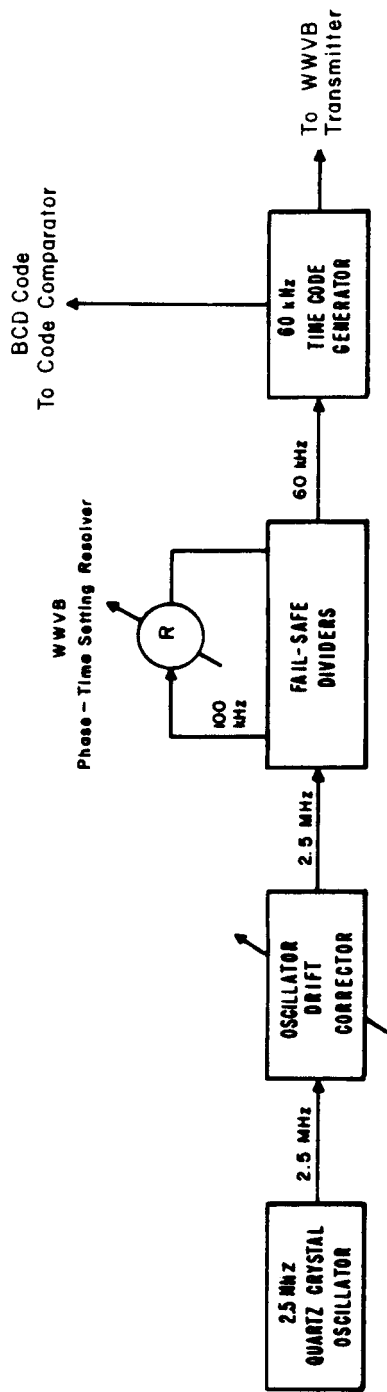 2.5 MHz
QUARTZ CRYSTAL
OSCILLATOR
2.5 MHz
OSCILLATOR
DRIFT
CORRECTOR
2.5 MHz
WWVB
Phase-Time Setting Resolver
R
100
kHz
FAIL-SAFE
DIVIDERS
60 kHz
BCD Code
To Code Comparator
60 kHz
TIME CODE
GENERATOR
To WWVB
Transmitter